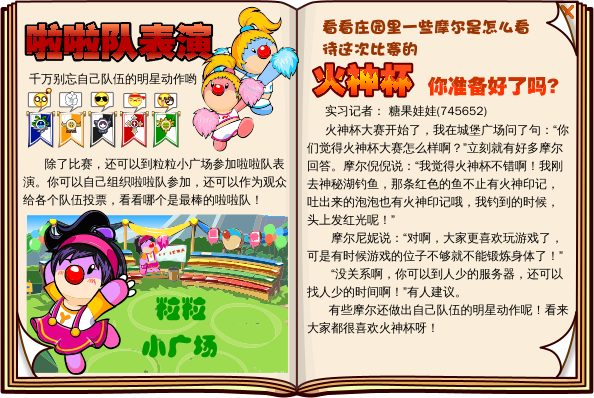 啦啦队表演
千万别忘自己队伍的明星动作哟
除了比赛，还可以到粒粒小广场参加啦啦队表
演。你可以自己组织啦啦队参加，还可以作为观众
给各个队伍投票，看看哪个是最棒的啦啦队！
粒粒
小广场
看看庄园里一些摩尔是怎么看
待这次比赛的
火神杯 你准备好了吗?
实习记者： 糖果娃娃(745652)
火神杯大赛开始了，我在城堡广场问了句：“你
们觉得火神杯大赛怎么样啊？”立刻就有好多摩尔
回答。摩尔倪倪说：“我觉得火神杯不错啊！我刚
去神秘湖钓鱼，那条红色的鱼不止有火神印记，
吐出来的泡泡也有火神印记哦，我钓到的时候，
头上发红光呢！”
摩尔尼妮说：“对啊，大家更喜欢玩游戏了，
可是有时候游戏的位子不够就不能锻炼身体了！”
“没关系啊，你可以到人少的服务器，还可以
找人少的时间啊！”有人建议。
有些摩尔还做出自己队伍的明星动作呢！看来
大家都很喜欢火神杯呀！